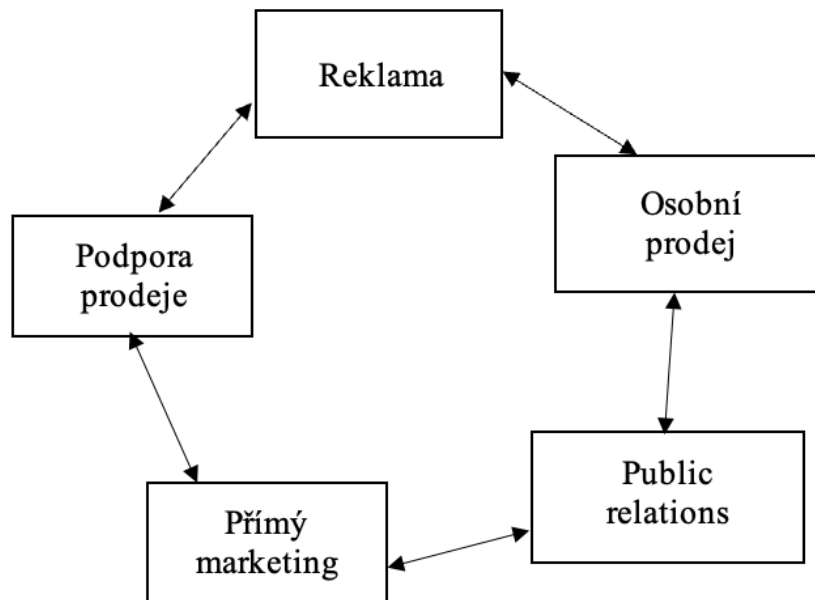 Reklama
Osobní
prodej
Podpora
prodeje
Public
relations
Přímý
marketing